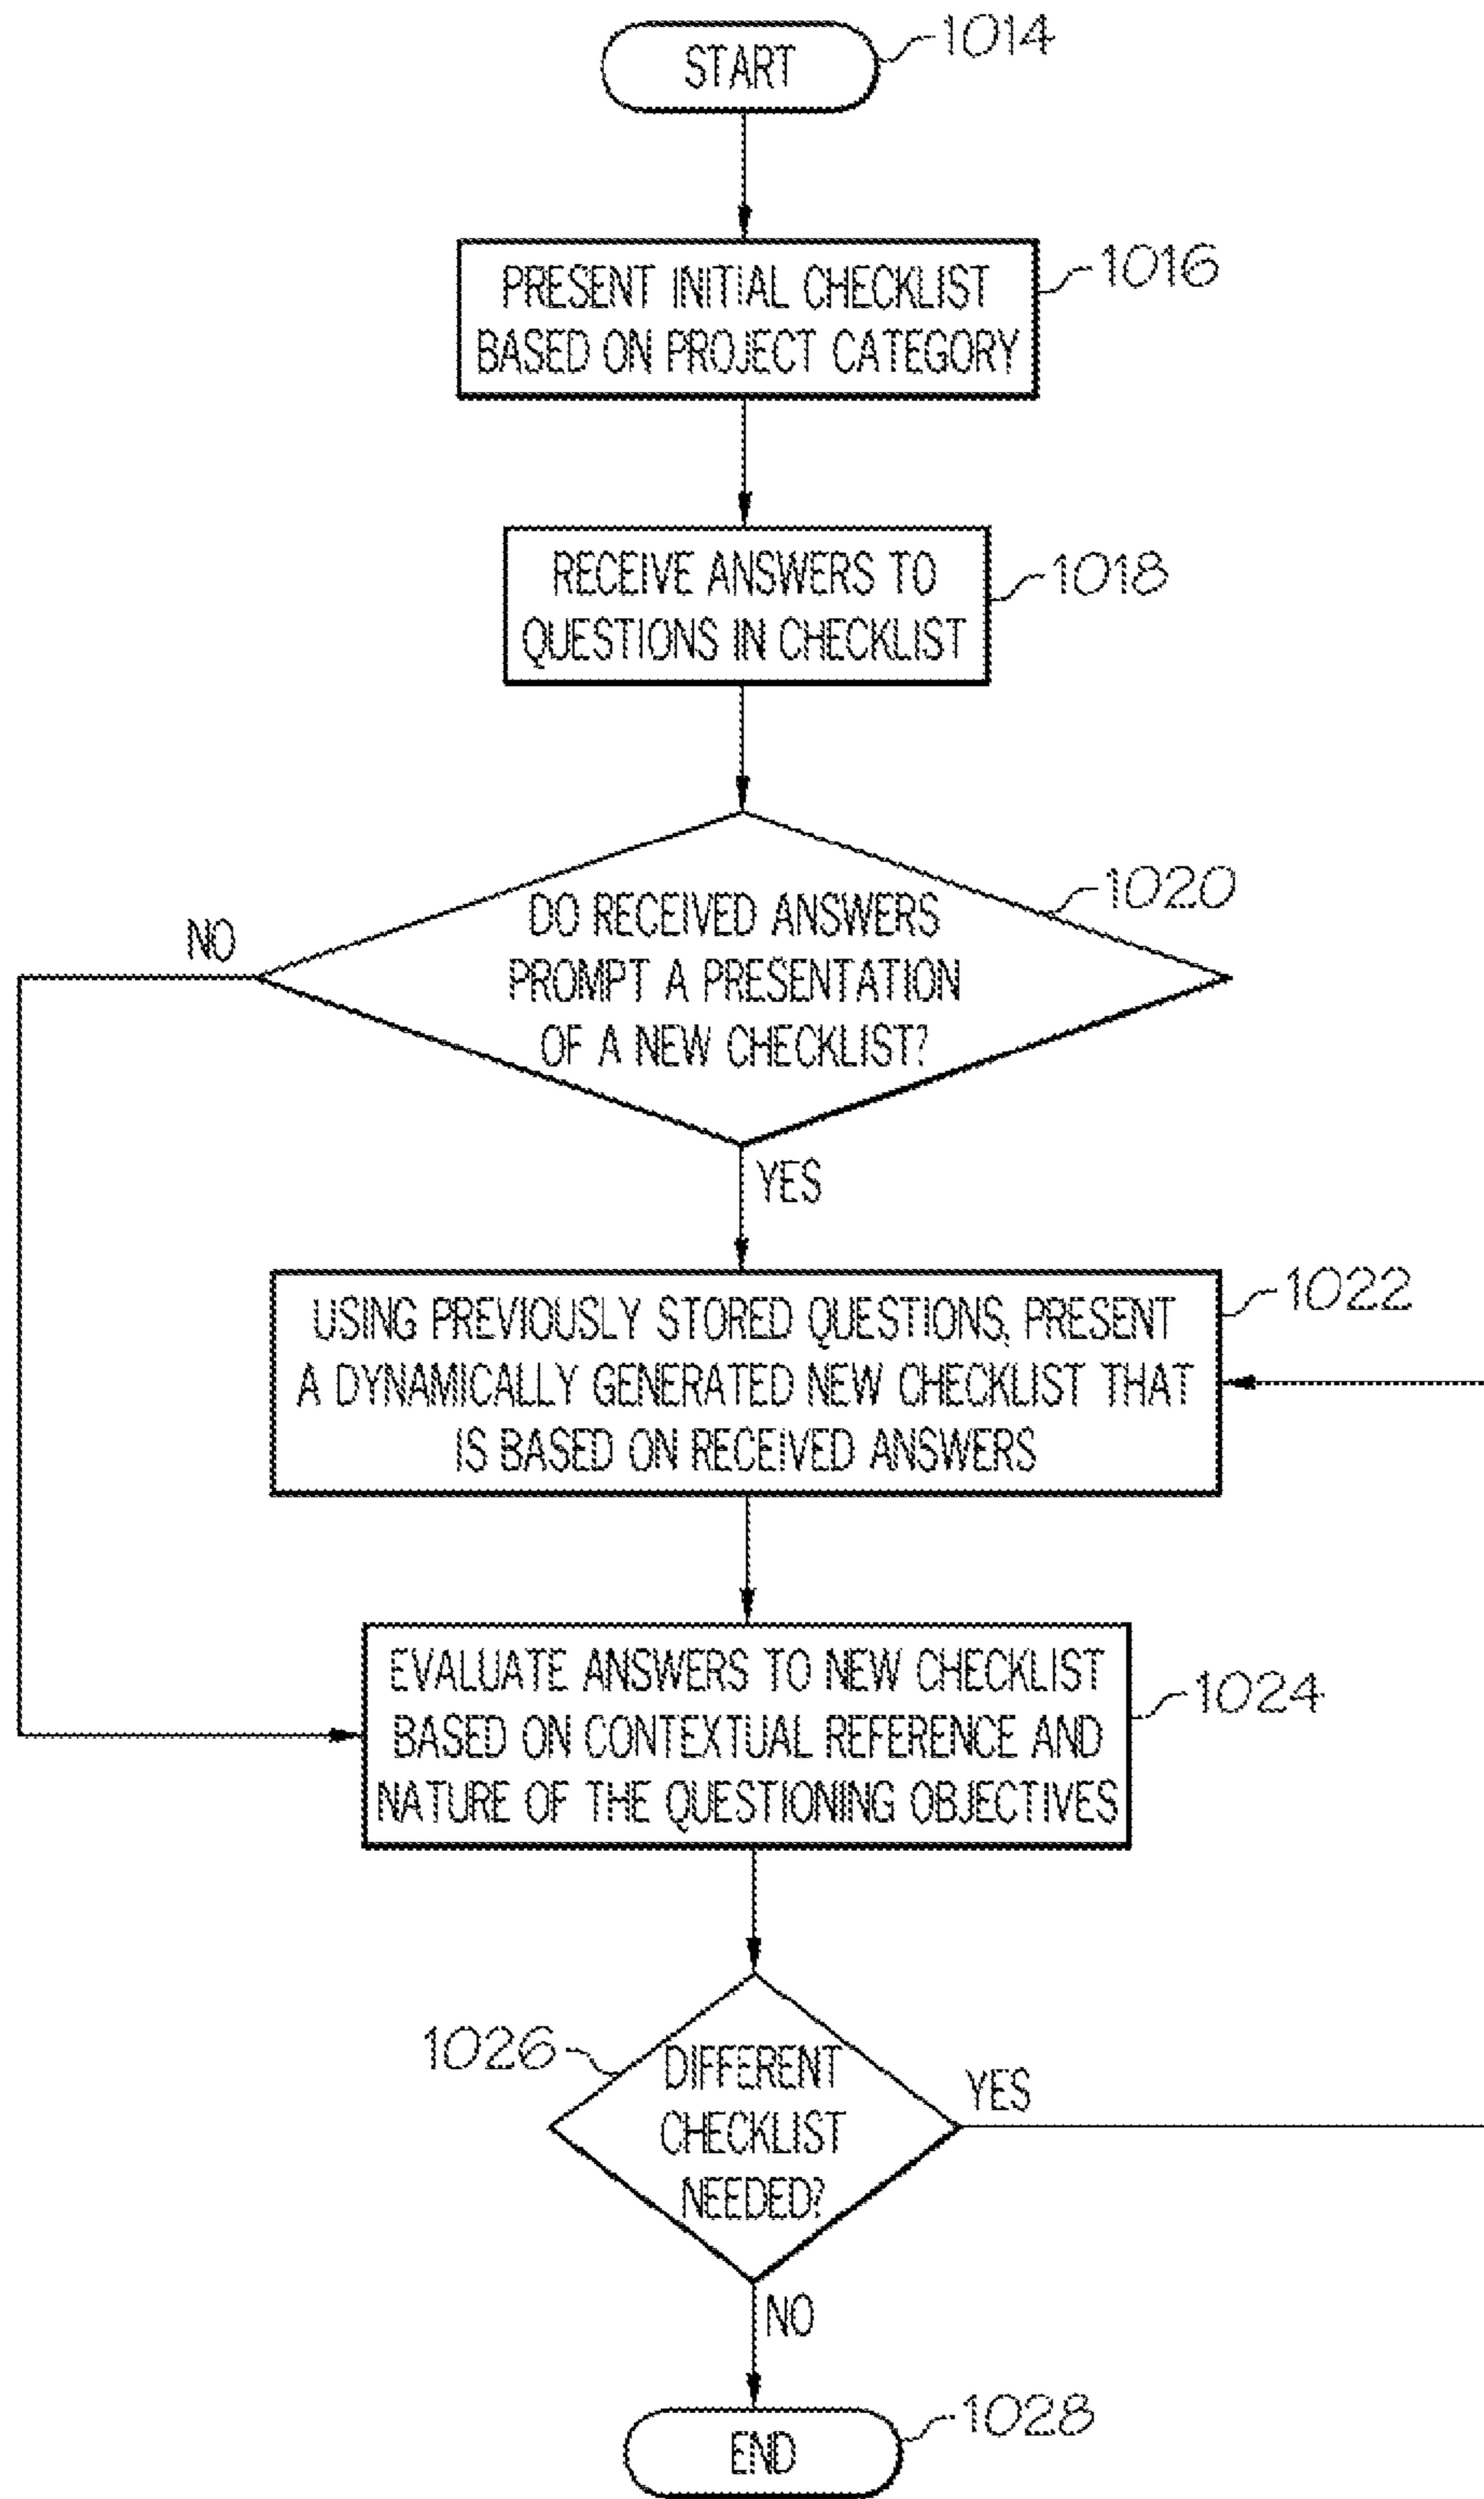 START
1014
PRESENT INITIAL CHECKLIST
BASED ON PROJECT CATEGORY
1016
RECEIVE ANSWERS TO
QUESTIONS IN CHECKLIST
1018
DO RECEIVED ANSWERS
PROMPT A PRESENTATION
OF A NEW CHECKLIST?
1020
NO
YES
USING PREVIOUSLY STORED QUESTIONS, PRESENT
A DYNAMICALLY GENERATED NEW CHECKLIST THAT
IS BASED ON RECEIVED ANSWERS
1022
EVALUATE ANSWERS TO NEW CHECKLIST
BASED ON CONTEXTUAL REFERENCE AND
NATURE OF THE QUESTIONING OBJECTIVES
1024
1026
DIFFERENT
CHECKLIST
NEEDED?
YES
NO
END
1028